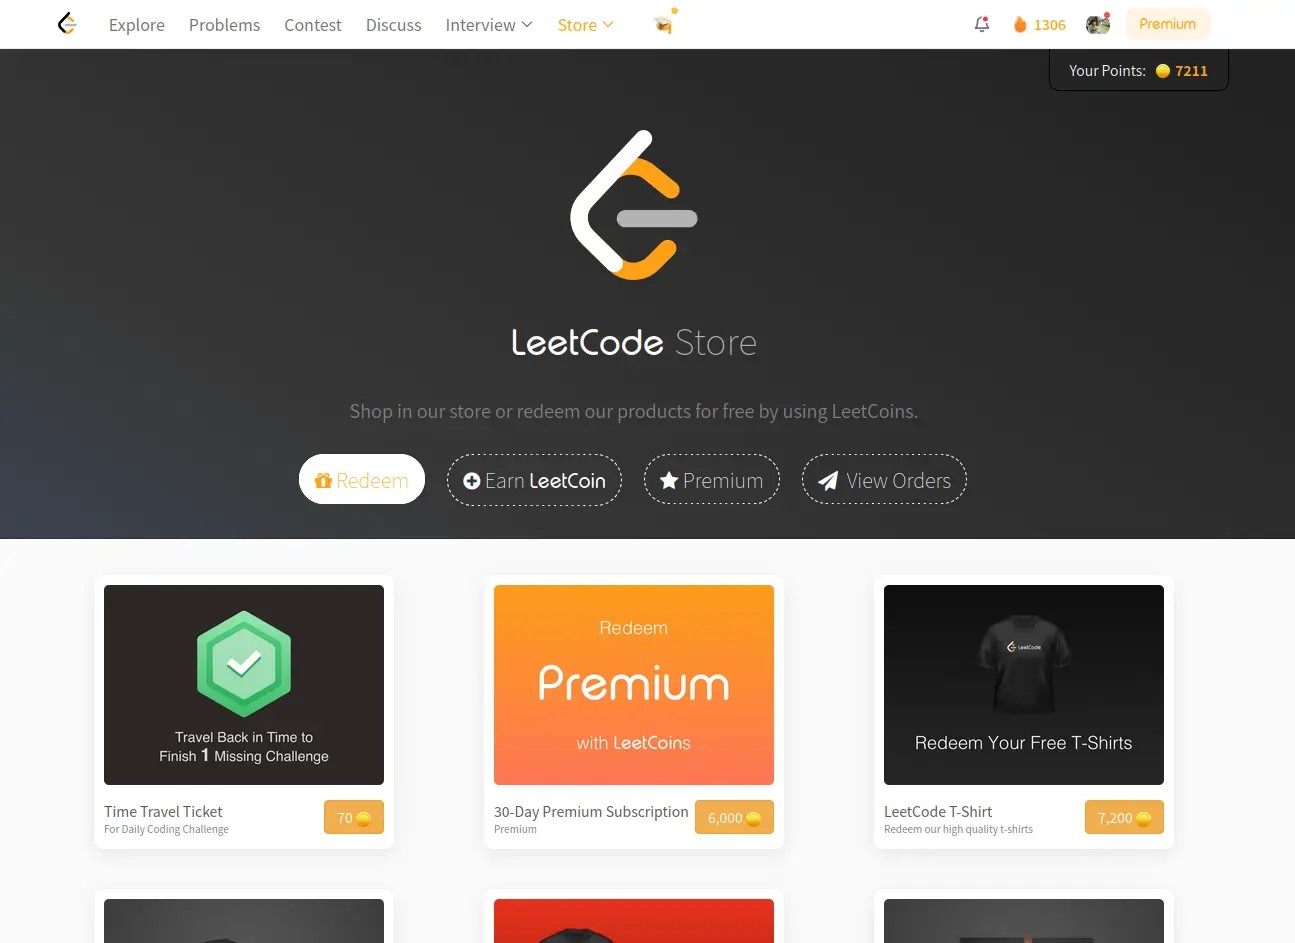 Explore Problems Contest Discuss Interview Store 1306 Premium
Your Points: 7211
LeetCode Store
Shop in our store or redeem our products for free by using LeetCoins.
Redeem Earn LeetCoin Premium View Orders
Travel Back in Time to
Finish 1 Missing Challenge
Time Travel Ticket
For Daily Coding Challenge
70
Redeem
Premium
with LeetCoins
30-Day Premium Subscription
Premium
6,000
LeetCode
Redeem Your Free T-Shirts
LeetCode T-Shirt
Redeem our high quality t-shirts
7,200